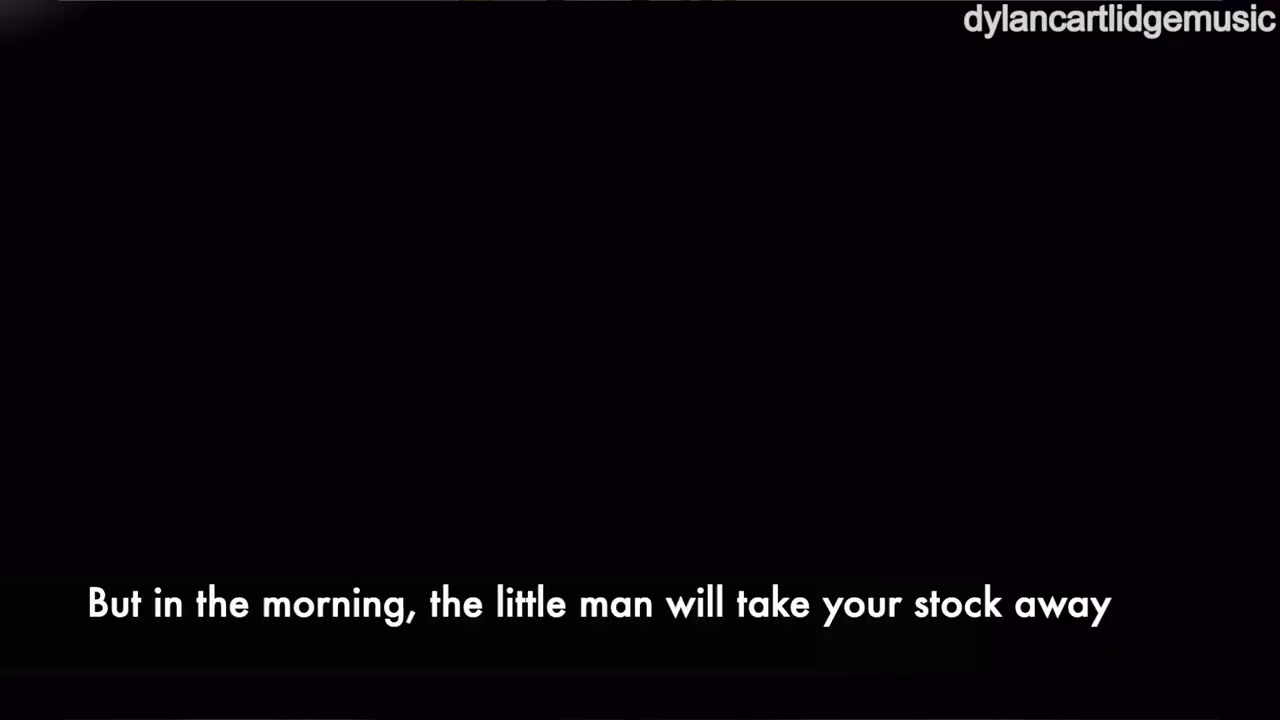 dylancartlidgemusic
But in the morning, the little man will take your stock away